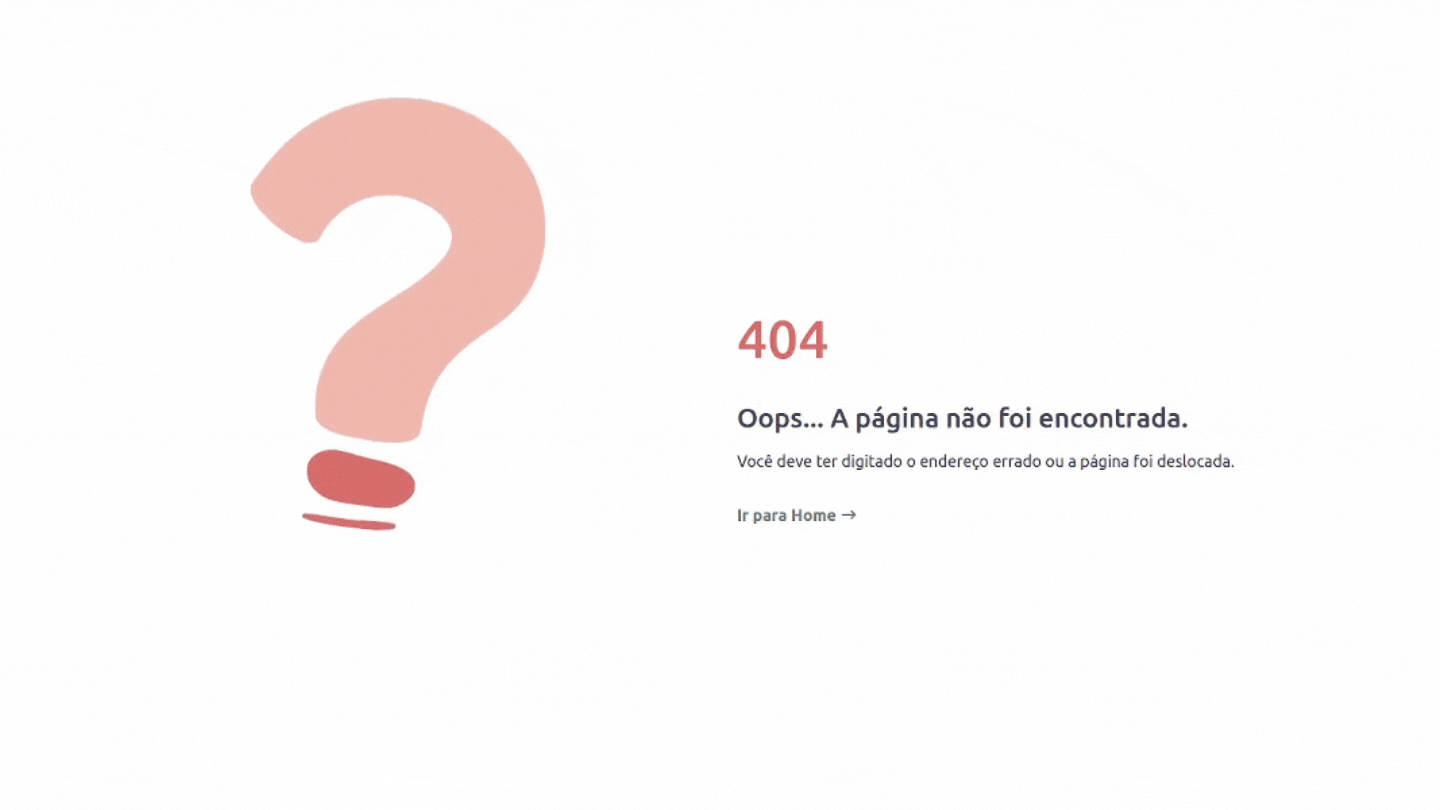 404
Oops... A página não foi encontrada.
Você deve ter digitado o endereço errado ou a página foi deslocada.
Ir para Home →